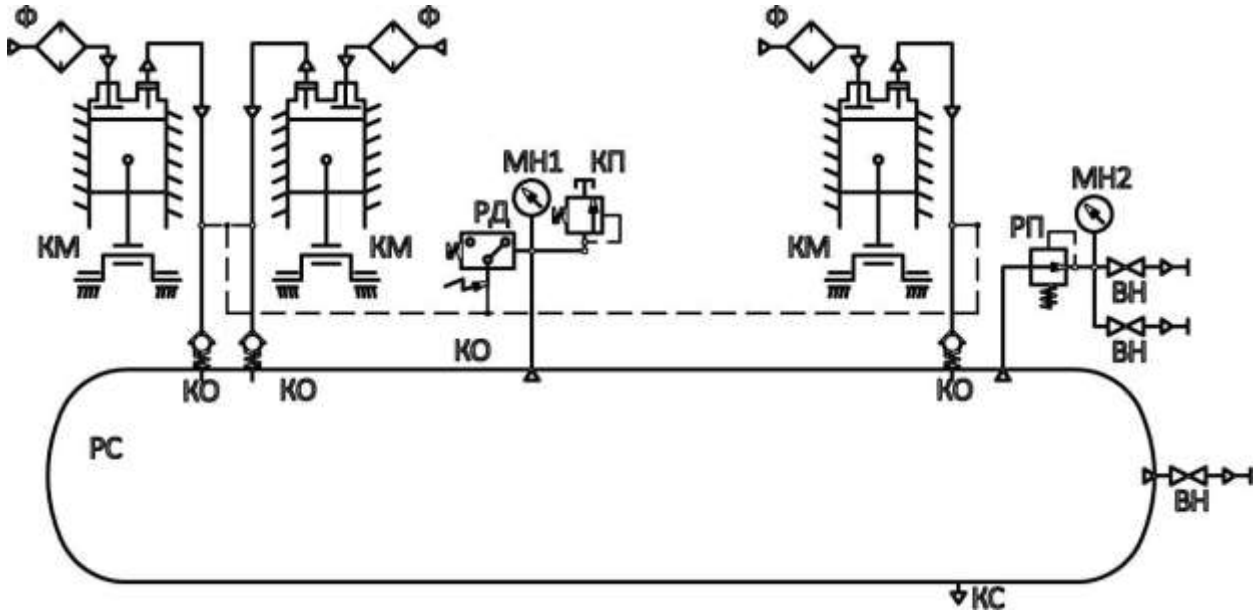 Ф Ф Ф
МН1 КП
МН2
РД
РП
КМ КМ КМ
ВН
ВН
КО
КО КО КО
РС
ВН
КС